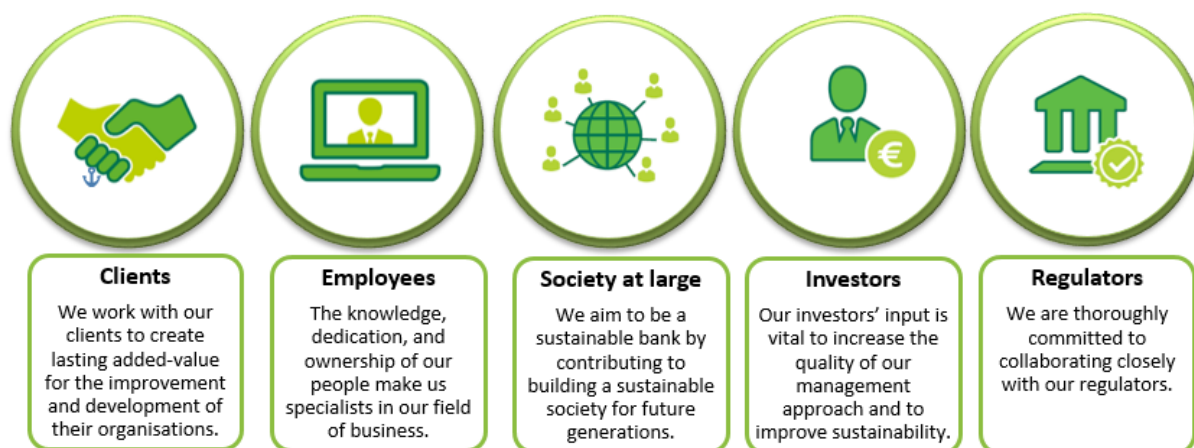 €
Clients
We work with our
clients to create
lasting added-value
for the improvement
and development of
their organisations.
Employees
The knowledge,
dedication, and
ownership of our
people make us
specialists in our field
of business.
Society at large
We aim to be a
sustainable bank by
contributing to
building a sustainable
society for future
generations.
Investors
Our investors' input is
vital to increase the
quality of our
management
approach and to
improve sustainability.
Regulators
We are thoroughly
committed to
collaborating closely
with our regulators.